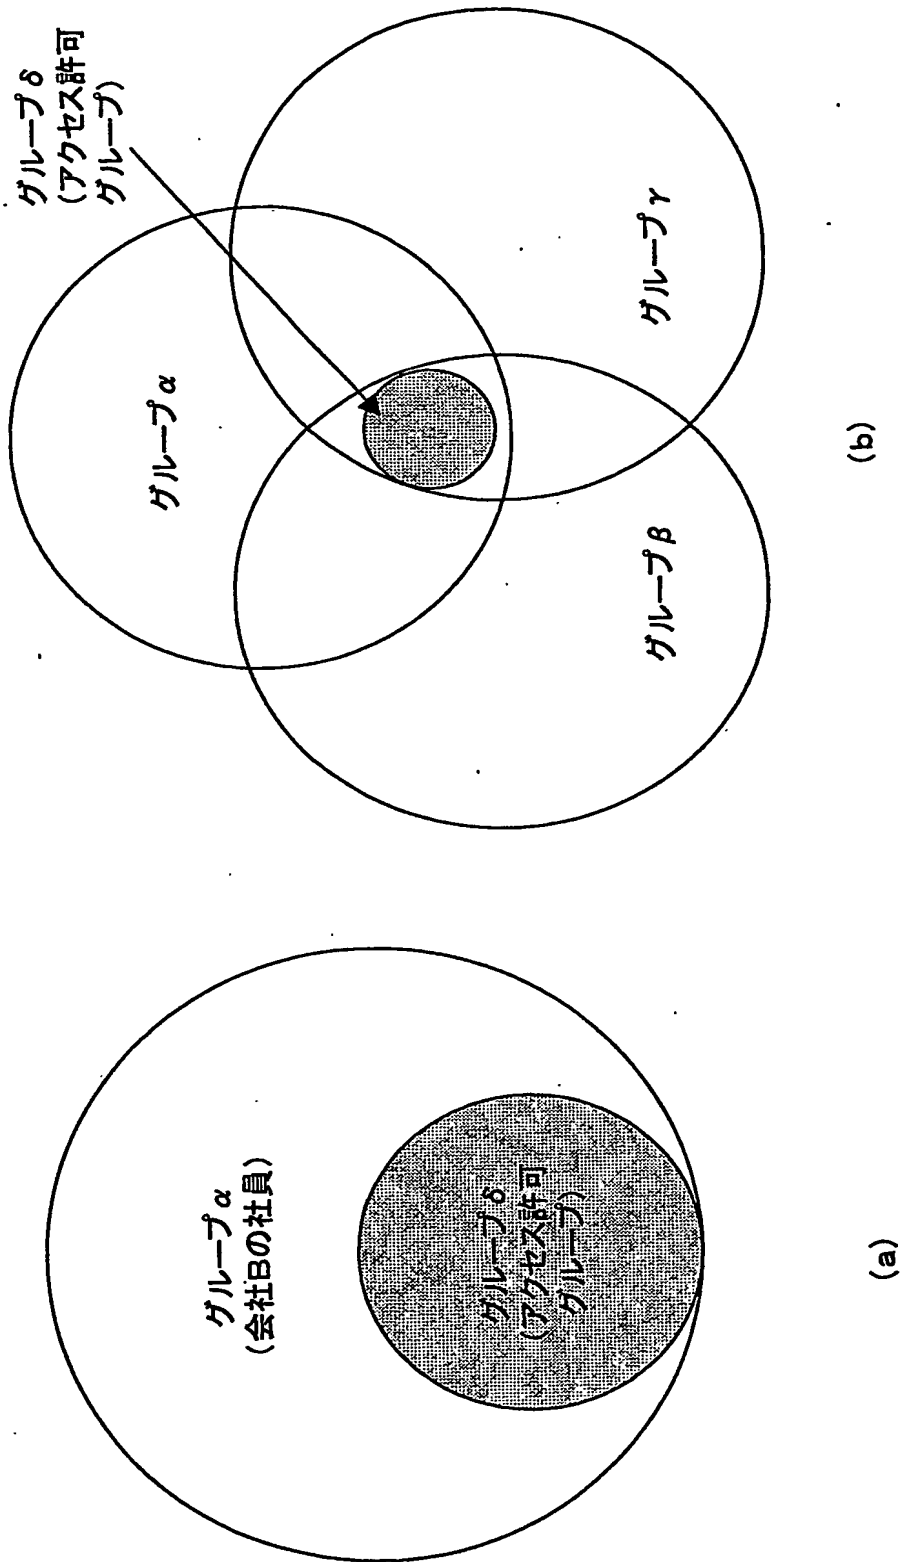 グループα
(会社Bの社員)
グループδ
(アクセス許可
グループ)
(a)
グループδ
(アクセス許可
グループ)
グループα
グループβ
グループγ
(b)